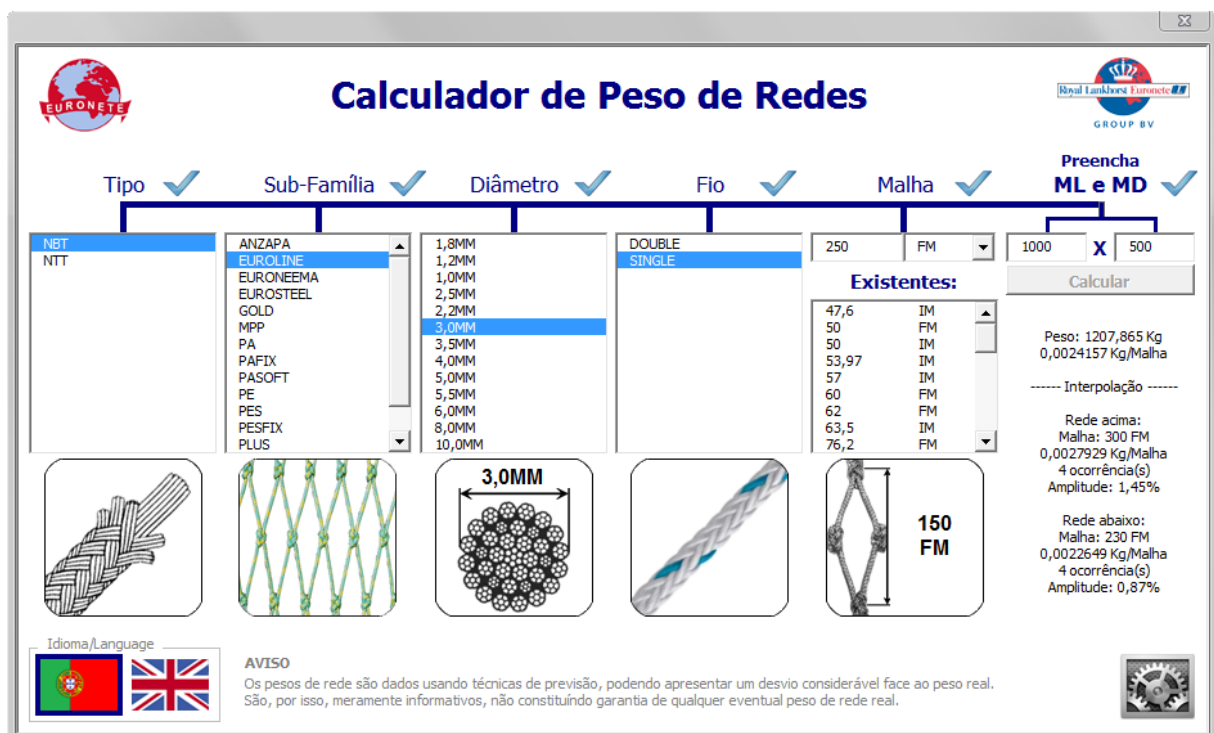 EURONETE
Calculador de Peso de Redes
Royal Lankhorst Euronete
GROUP BV
Tipo
Sub-Família
Diâmetro
Fio
Malha
Preencha
ML e MD
NBT
NTT
ANZAPA
EUROLINE
EURONEEMA
EUROSTEEL
GOLD
MPP
PA
PAFIX
PASOFT
PE
PES
PESFIX
PLUS
1,8MM
1,2MM
1,0MM
2,5MM
2,2MM
3,0MM
3,5MM
4,0MM
5,0MM
5,5MM
6,0MM
8,0MM
10,0MM
DOUBLE
SINGLE
250 FM
Existentes:
47,6 IM
50 FM
50 IM
53,97 IM
57 IM
60 FM
62 FM
63,5 IM
76,2 FM
1000 X 500
Calcular
Peso: 1207,865 Kg
0,0024157 Kg/Malha
------ Interpolação ------
Rede acima:
Malha: 300 FM
0,0027929 Kg/Malha
4 ocorrência(s)
Amplitude: 1,45%
Rede abaixo:
Malha: 230 FM
0,0022649 Kg/Malha
4 ocorrência(s)
Amplitude: 0,87%
3,0MM
150
FM
Idioma/Language
AVISO
Os pesos de rede são dados usando técnicas de previsão, podendo apresentar um desvio considerável face ao peso real.
São, por isso, meramente informativos, não constituíndo garantia de qualquer eventual peso de rede real.